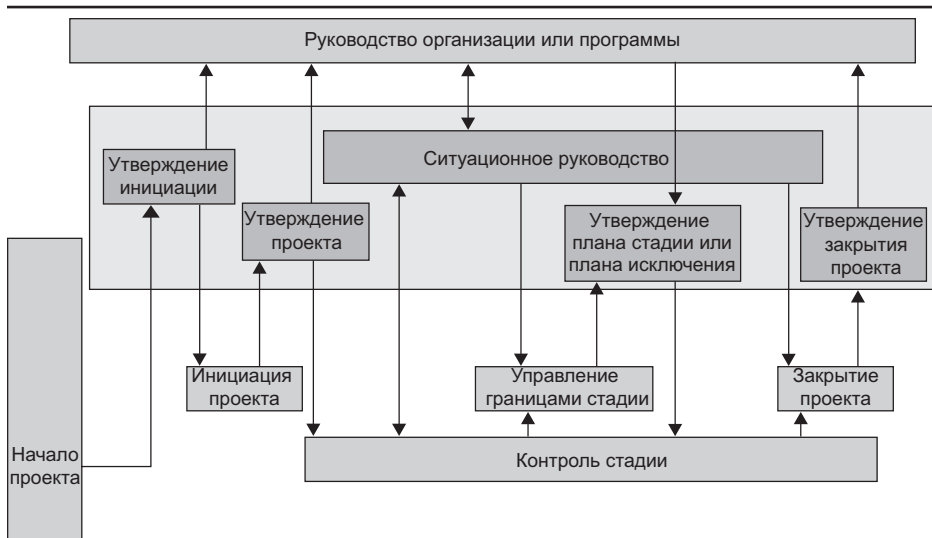 Руководство организации или программы
Ситуационное руководство
Утверждение
инициации
Утверждение
проекта
Утверждение
плана стадии или
плана исключения
Утверждение
закрытия
проекта
Инициация
проекта
Управление
границами стадии
Закрытие
проекта
Начало
проекта
Контроль стадии